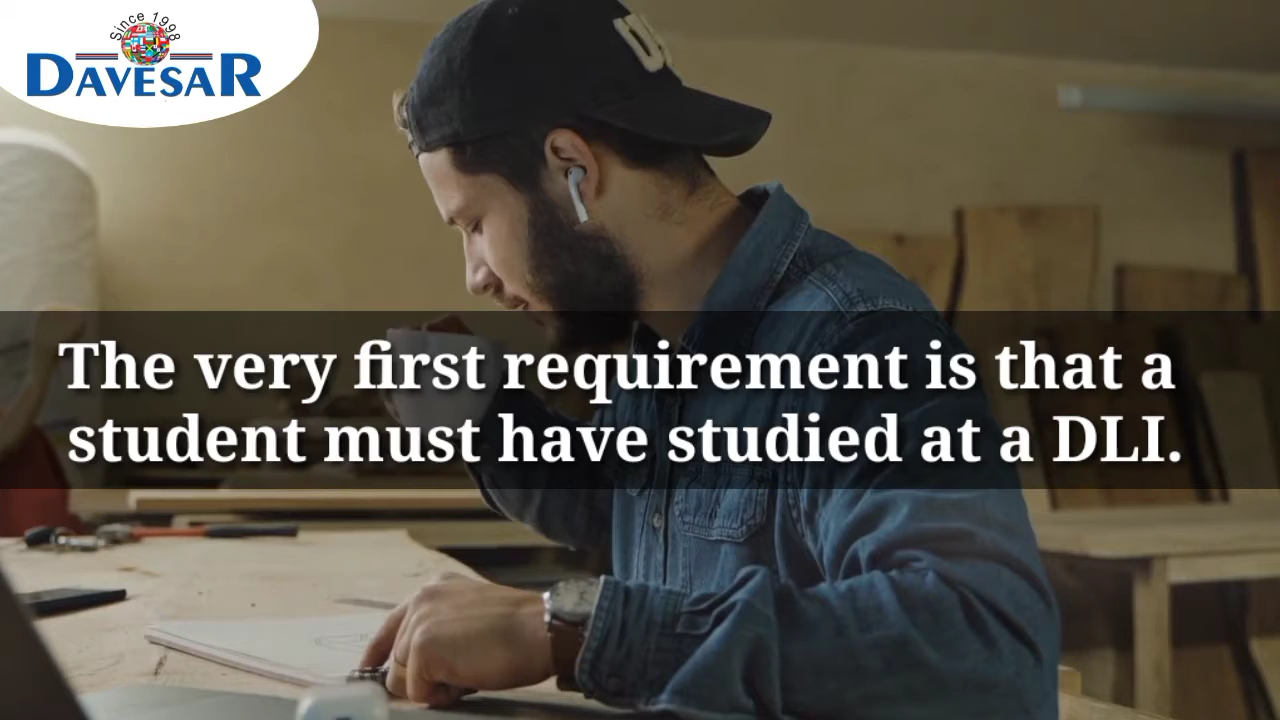 Since 1998
DAVESAR
The very first requirement is that a
student must have studied at a DLI.